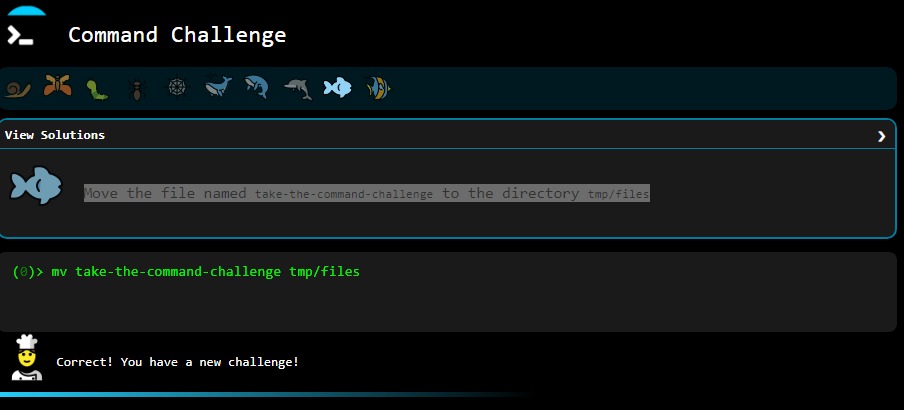 Command Challenge
View Solutions
Move the file named take-the-command-challenge to the directory tmp/files
(0)> mv take-the-command-challenge tmp/files
Correct! You have a new challenge!